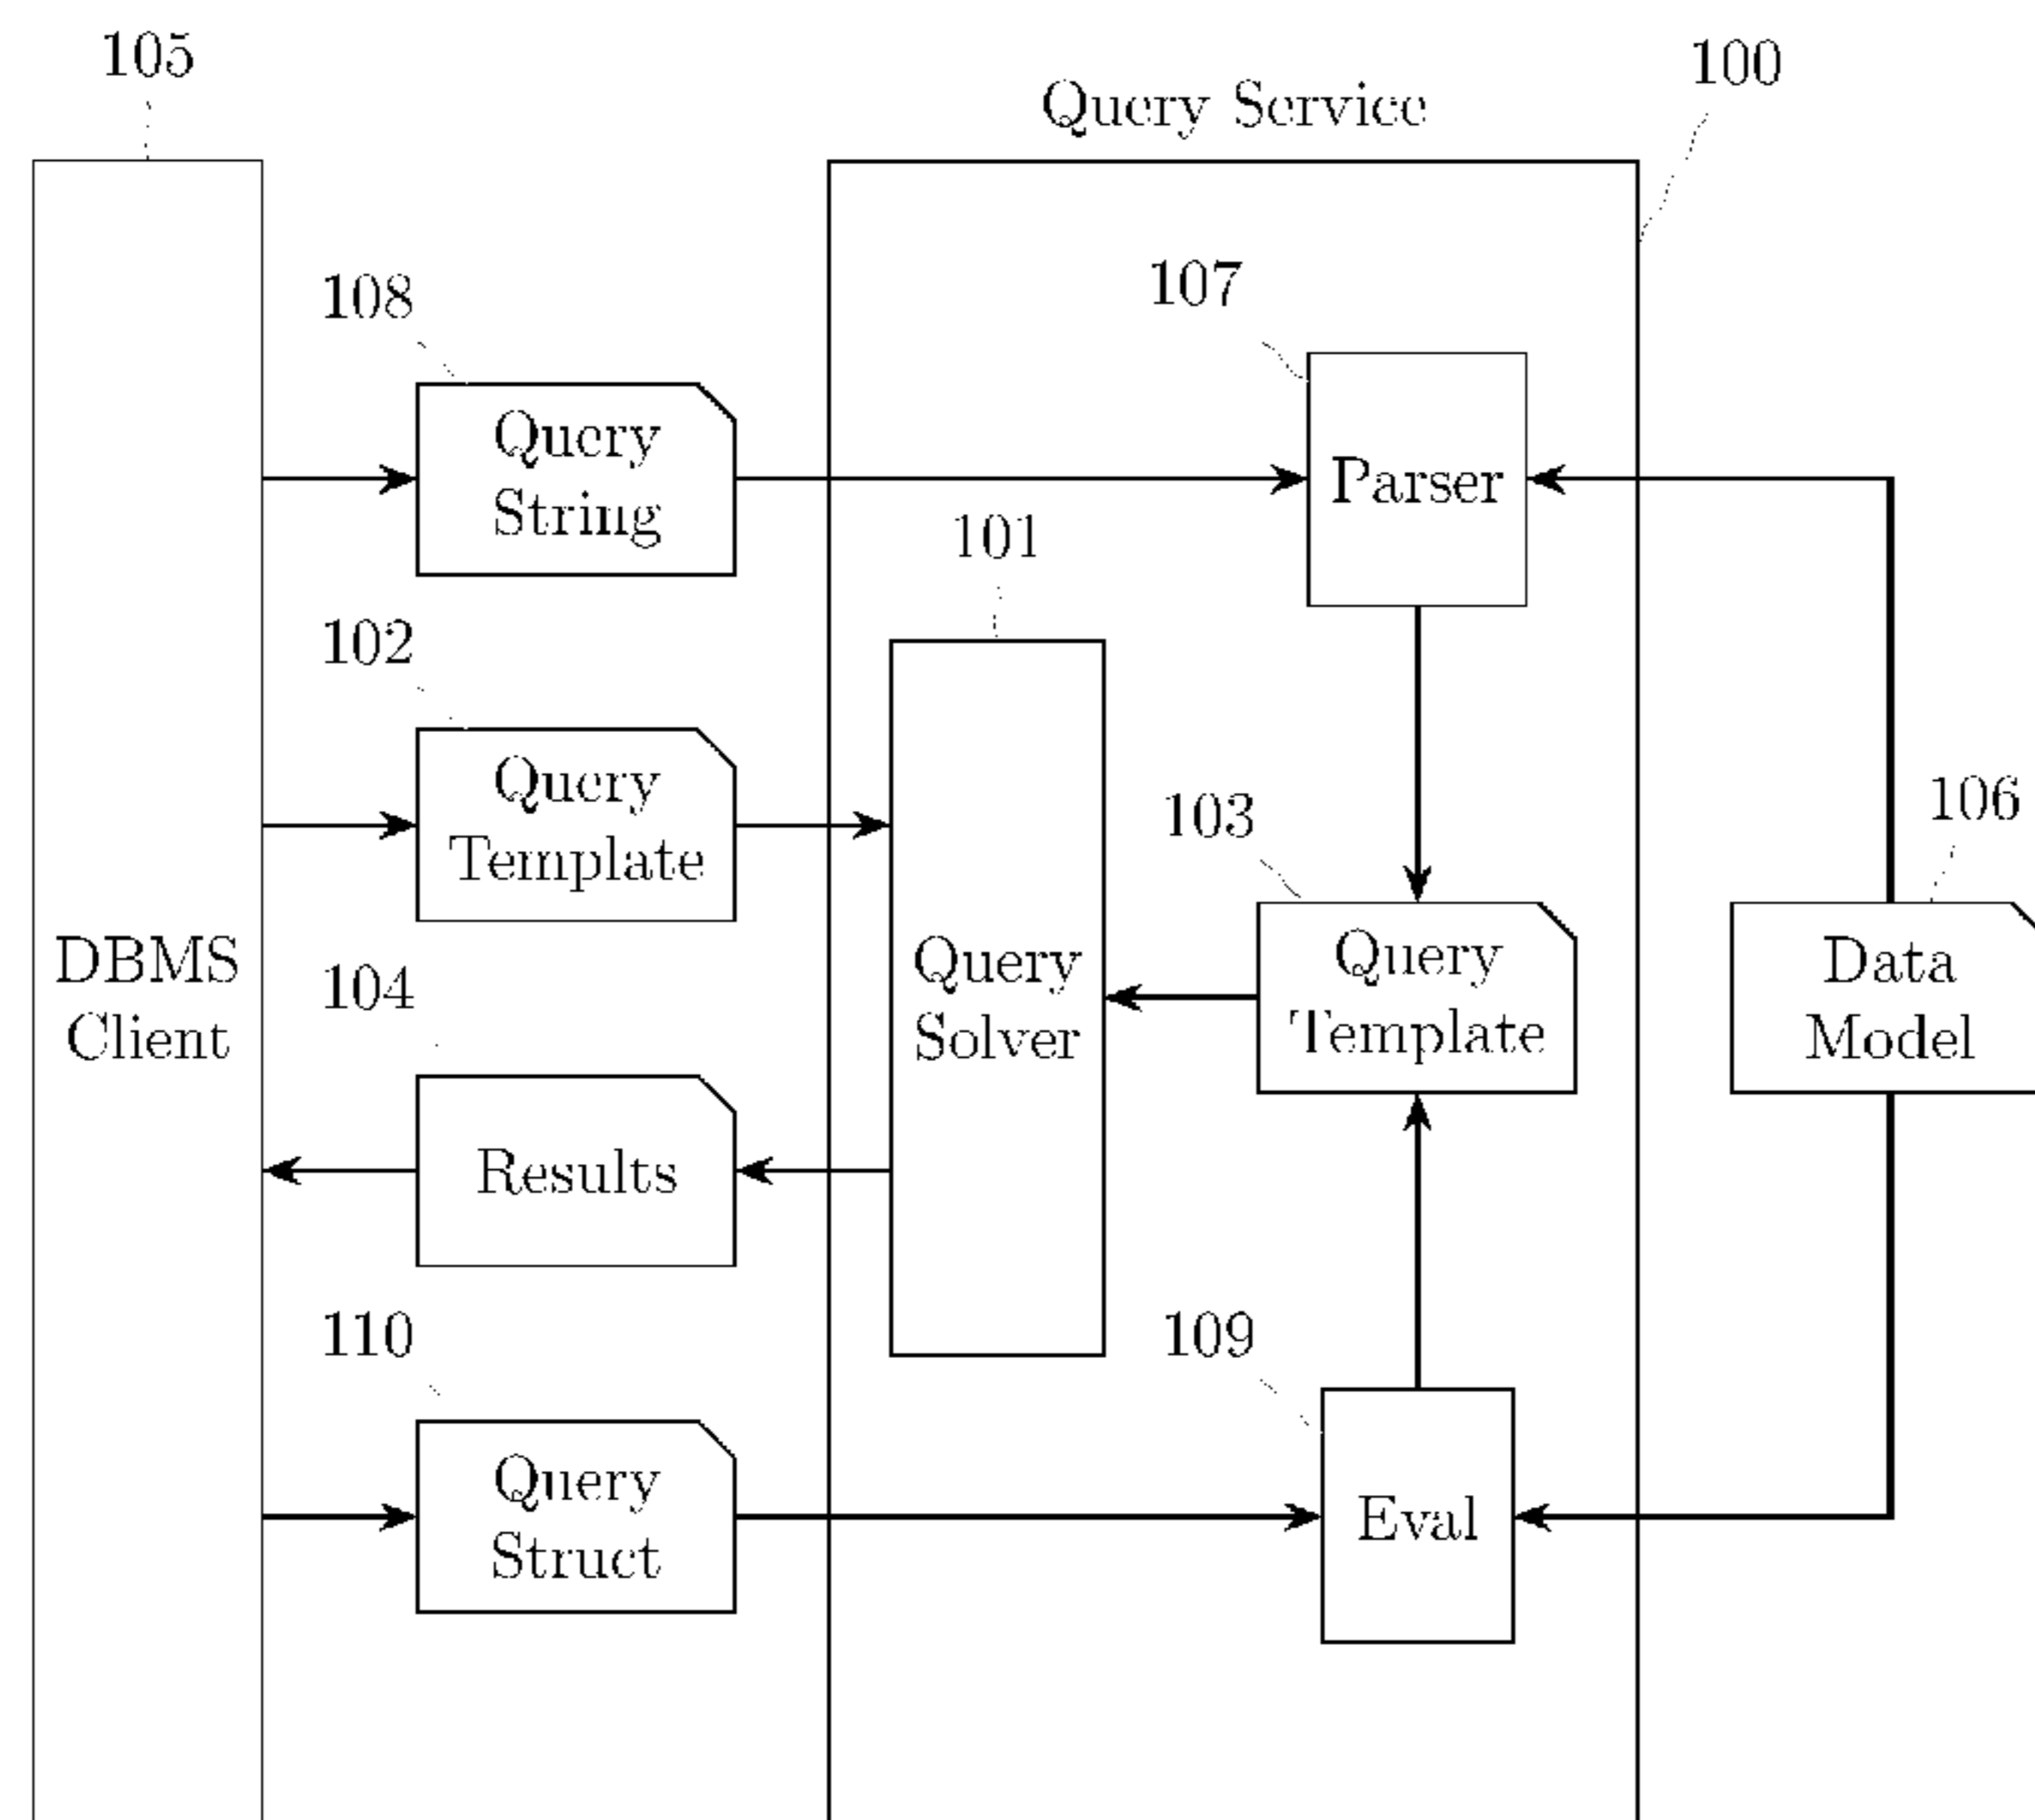 105
100
Query Service
107
108
Query
String
Parser
101
102
Query
Template
103
106
DBMS
Client
104
Query
Solver
Query
Template
Data
Model
Results
110
109
Query
Struct
Eval